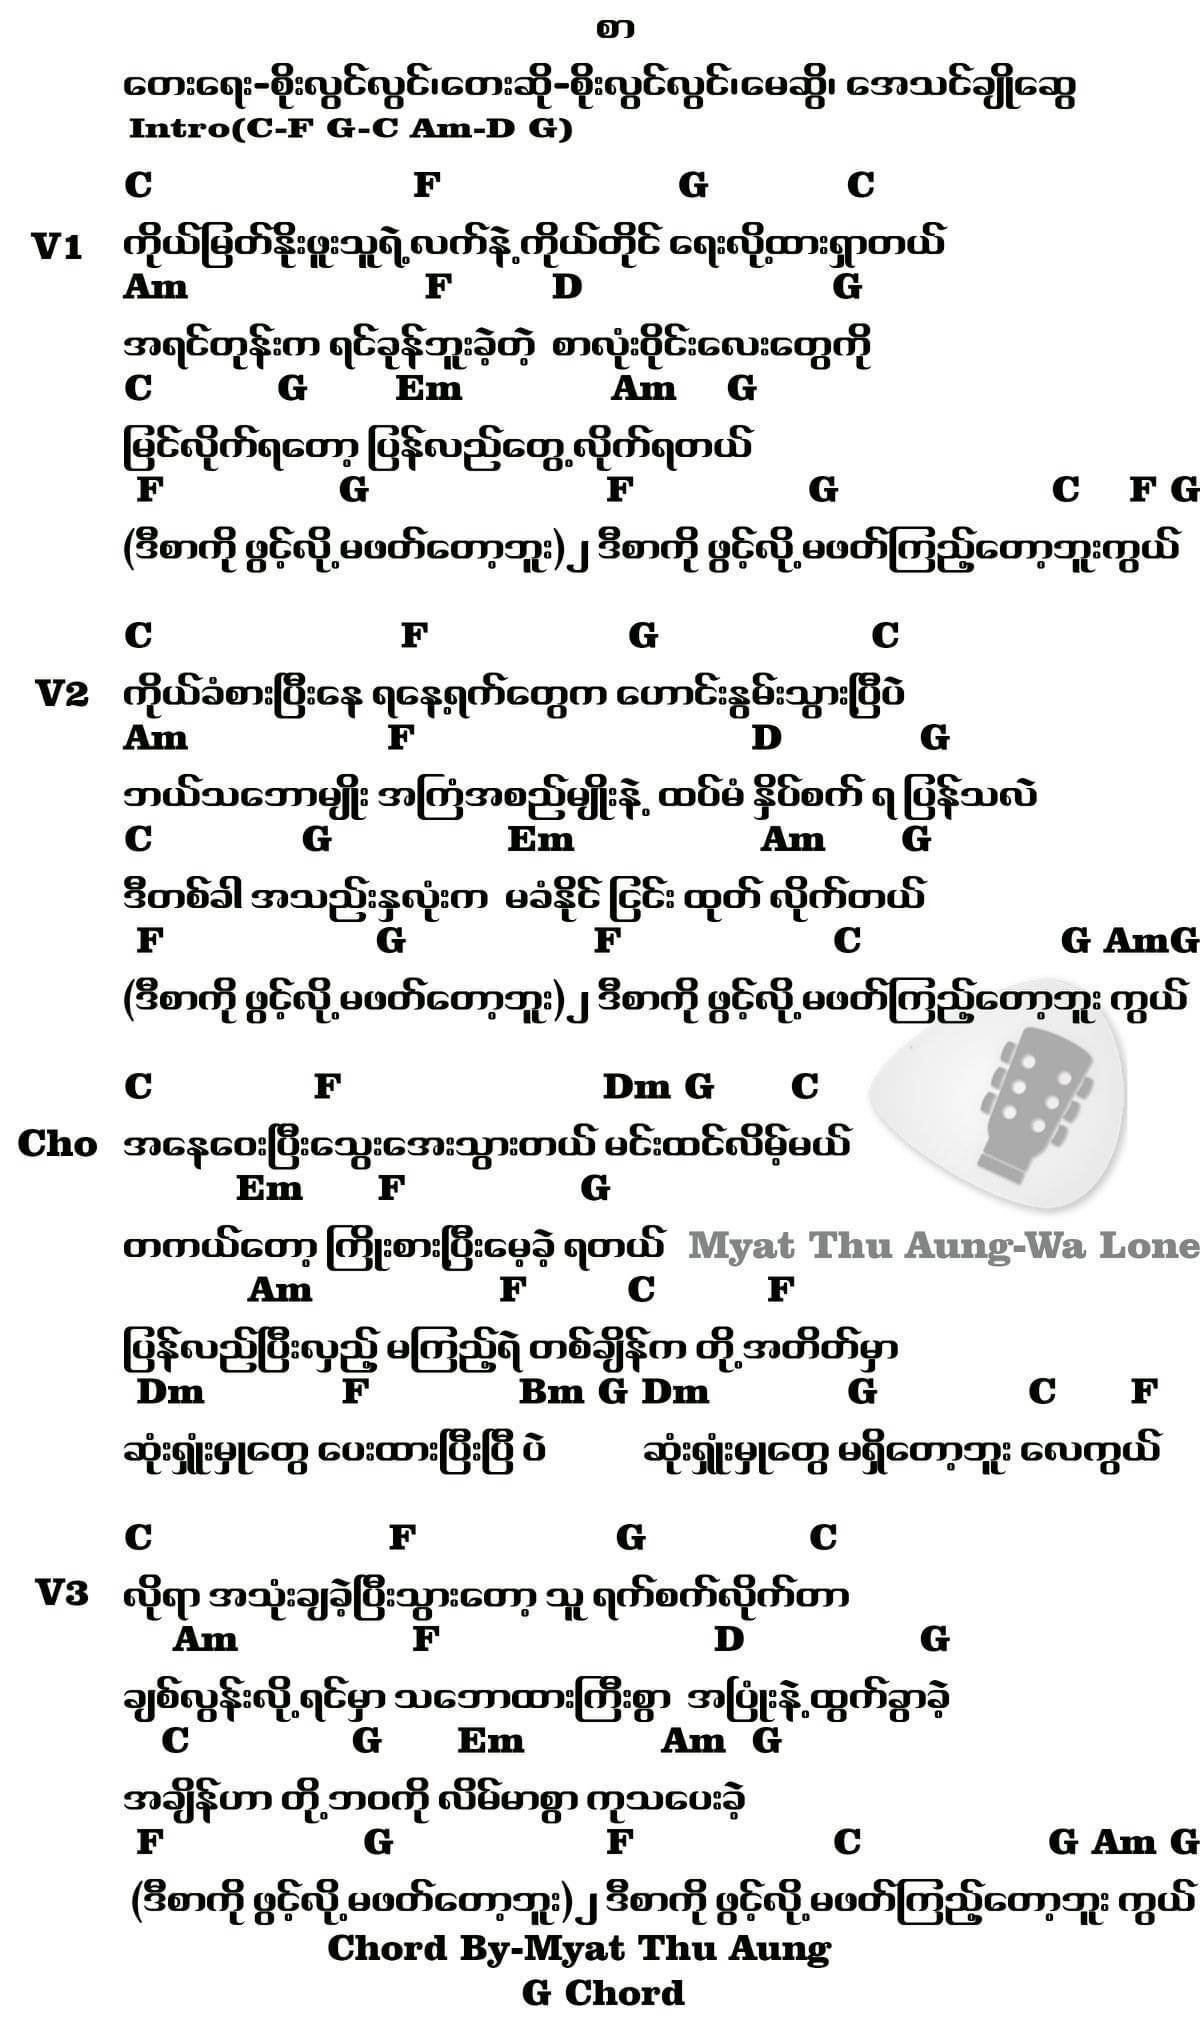 စာ
တေးရေး-စိုးလွင်လွင်၊တေးဆို-စိုးလွင်လွင်၊မေဆွိ၊ အေသင်ချိုဆွေ
Intro(C-F G-C Am-D G)
C F G C
V1 ကိုယ်မြတ်နိုးဖူးသူရဲ့လက်နဲ့ကိုယ်တိုင် ရေးလို့ထားရှာတယ်
Am F D G
အရင်တုန်းက ရင်ခုန်ဘူးခဲ့တဲ့ စာလုံးဝိုင်းလေးတွေကို
C G Em Am G
မြင်လိုက်ရတော့ ပြန်လည်တွေ့လိုက်ရတယ်
F G F G C F G
(ဒီစာကို ဖွင့်လို့မဖတ်တော့ဘူး)၂ ဒီစာကို ဖွင့်လို့မဖတ်ကြည့်တော့ဘူးကွယ်
C F G C
V2 ကိုယ်ခံစားပြီးနေ ရနေ့ရက်တွေက ဟောင်းနွမ်းသွားပြီပဲ
Am F D G
ဘယ်သဘောမျိုး အကြံအစည်မျိုးနဲ့ ထပ်မံ နှိပ်စက် ရ ပြန်သလဲ
C G Em Am G
ဒီတစ်ခါ အသည်းနှလုံးက မခံနိုင် ငြင်း ထုတ် လိုက်တယ်
F G F C G AmG
(ဒီစာကို ဖွင့်လို့မဖတ်တော့ဘူး)၂ ဒီစာကို ဖွင့်လို့မဖတ်ကြည့်တော့ဘူး ကွယ်
C F Dm G C
Cho အနေဝေးပြီးသွေးအေးသွားတယ် မင်းထင်လိမ့်မယ်
Em F G
တကယ်တော့ ကြိုးစားပြီးမေ့ခဲ့ ရတယ် Myat Thu Aung-Wa Lone
Am F C F
ပြန်လည်ပြီးလှည့် မကြည့်ရဲ တစ်ချိန်က တို့အတိတ်မှာ
Dm F Bm G Dm G C F
ဆုံးရှုံးမှုတွေ ပေးထားပြီးပြီ ပဲ ဆုံးရှုံးမှုတွေ မရှိတော့ဘူး လေကွယ်
C F G C
V3 လိုရာ အသုံးချခဲ့ပြီးသွားတော့ သူ ရက်စက်လိုက်တာ
Am F D G
ချစ်လွန်းလို့ရင်မှာ သဘောထားကြီးစွာ အပြုံးနဲ့ထွက်ခွာခဲ့
C G Em Am G
အချိန်ဟာ တို့ဘဝကို လိမ်မာစွာ ကုသပေးခဲ့
F G F C G Am G
(ဒီစာကို ဖွင့်လို့မဖတ်တော့ဘူး)၂ ဒီစာကို ဖွင့်လို့မဖတ်ကြည့်တော့ဘူး ကွယ်
Chord By-Myat Thu Aung
G Chord